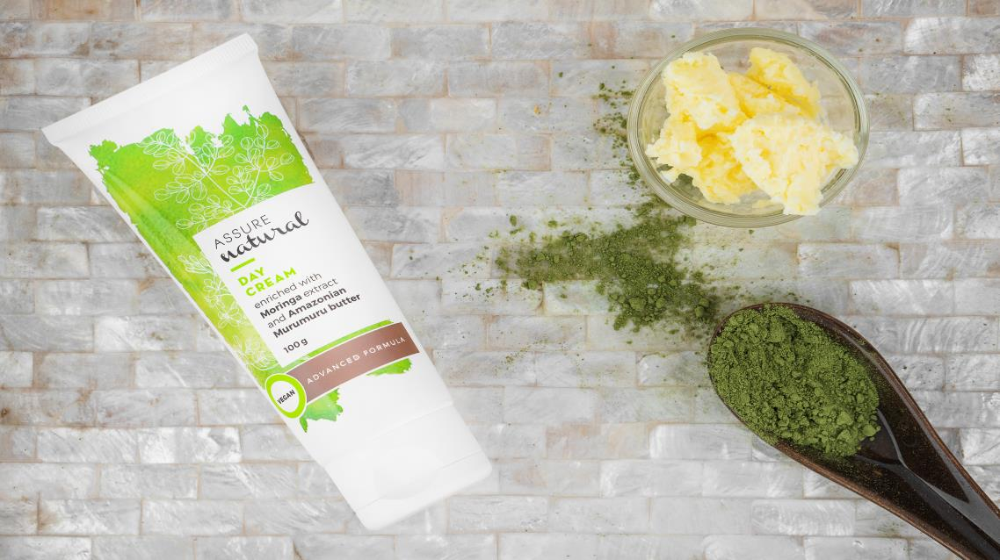 ASSURE
natural
DAY
CREAM
enriched with
Moringa extract
and Amazonian
Murumuru butter
100 g
ADVANCED FORMULA
VEGAN